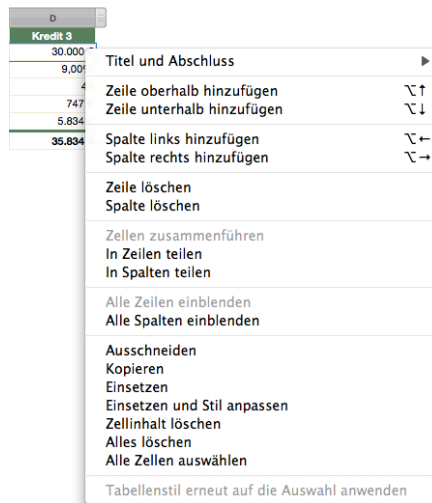 D
Kredit 3
30.000
9,00%
4
747
5.834
35.834
Titel und Abschluss
Zeile oberhalb hinzufügen ⌥↑
Zeile unterhalb hinzufügen ⌥↓
Spalte links hinzufügen ⌥←
Spalte rechts hinzufügen ⌥→
Zeile löschen
Spalte löschen
Zellen zusammenführen
In Zeilen teilen
In Spalten teilen
Alle Zeilen einblenden
Alle Spalten einblenden
Ausschneiden
Kopieren
Einsetzen
Einsetzen und Stil anpassen
Zellinhalt löschen
Alles löschen
Alle Zellen auswählen
Tabellenstil erneut auf die Auswahl anwenden